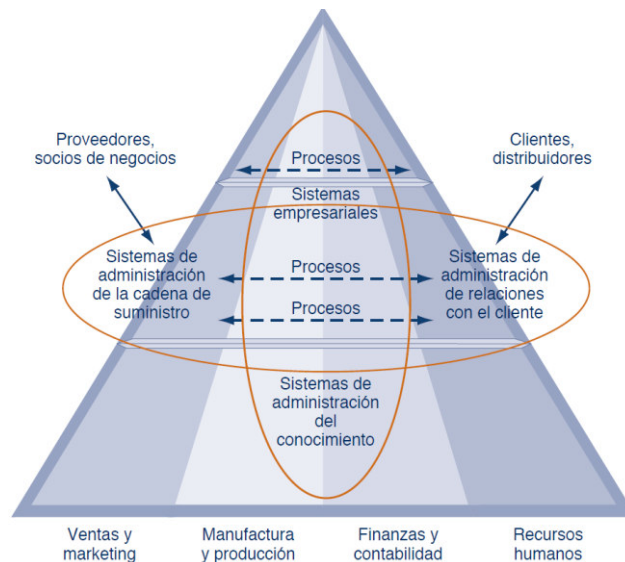 Proveedores,
socios de negocios
Clientes,
distribuidores
Procesos
Sistemas
empresariales
Sistemas de
administración
de la cadena de
suministro
Procesos
Procesos
Sistemas de
administración
de relaciones
con el cliente
Sistemas de
administración
del
conocimiento
Ventas y
marketing
Manufactura
y producción
Finanzas y
contabilidad
Recursos
humanos